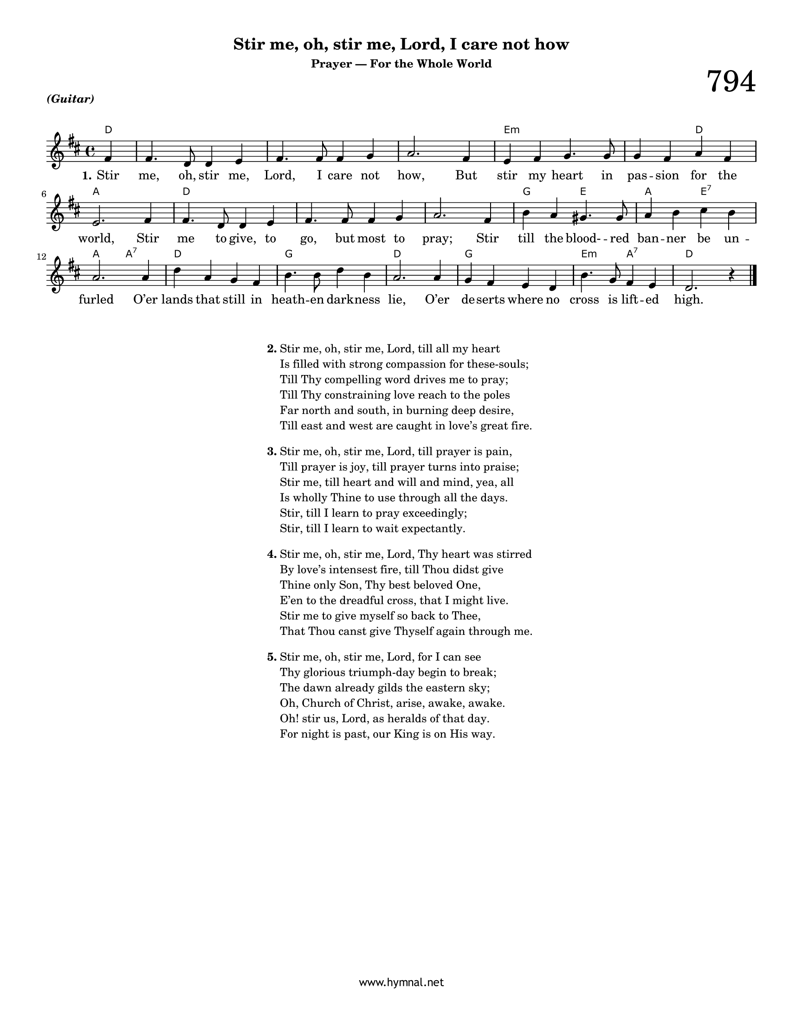 Stir me, oh, stir me, Lord, I care not how
Prayer — For the Whole World
794
(Guitar)
D Em D
1. Stir me, oh, stir me, Lord, I care not how, But stir my heart in pas - sion for the
6 A D G E A E7
world, Stir me to give, to go, but most to pray; Stir till the blood - - red ban - ner be un -
12 A A7 D G D G Em A7 D
furled O'er lands that still in heath - en darkness lie, O'er deserts where no cross is lift - ed high.
2. Stir me, oh, stir me, Lord, till all my heart
Is filled with strong compassion for these-souls;
Till Thy compelling word drives me to pray;
Till Thy constraining love reach to the poles
Far north and south, in burning deep desire,
Till east and west are caught in love's great fire.
3. Stir me, oh, stir me, Lord, till prayer is pain,
Till prayer is joy, till prayer turns into praise;
Stir me, till heart and will and mind, yea, all
Is wholly Thine to use through all the days.
Stir, till I learn to pray exceedingly;
Stir, till I learn to wait expectantly.
4. Stir me, oh, stir me, Lord, Thy heart was stirred
By love's intensest fire, till Thou didst give
Thine only Son, Thy best beloved One,
E'en to the dreadful cross, that I might live.
Stir me to give myself so back to Thee,
That Thou canst give Thyself again through me.
5. Stir me, oh, stir me, Lord, for I can see
Thy glorious triumph-day begin to break;
The dawn already gilds the eastern sky;
Oh, Church of Christ, arise, awake, awake.
Oh! stir us, Lord, as heralds of that day.
For night is past, our King is on His way.
www.hymnal.net